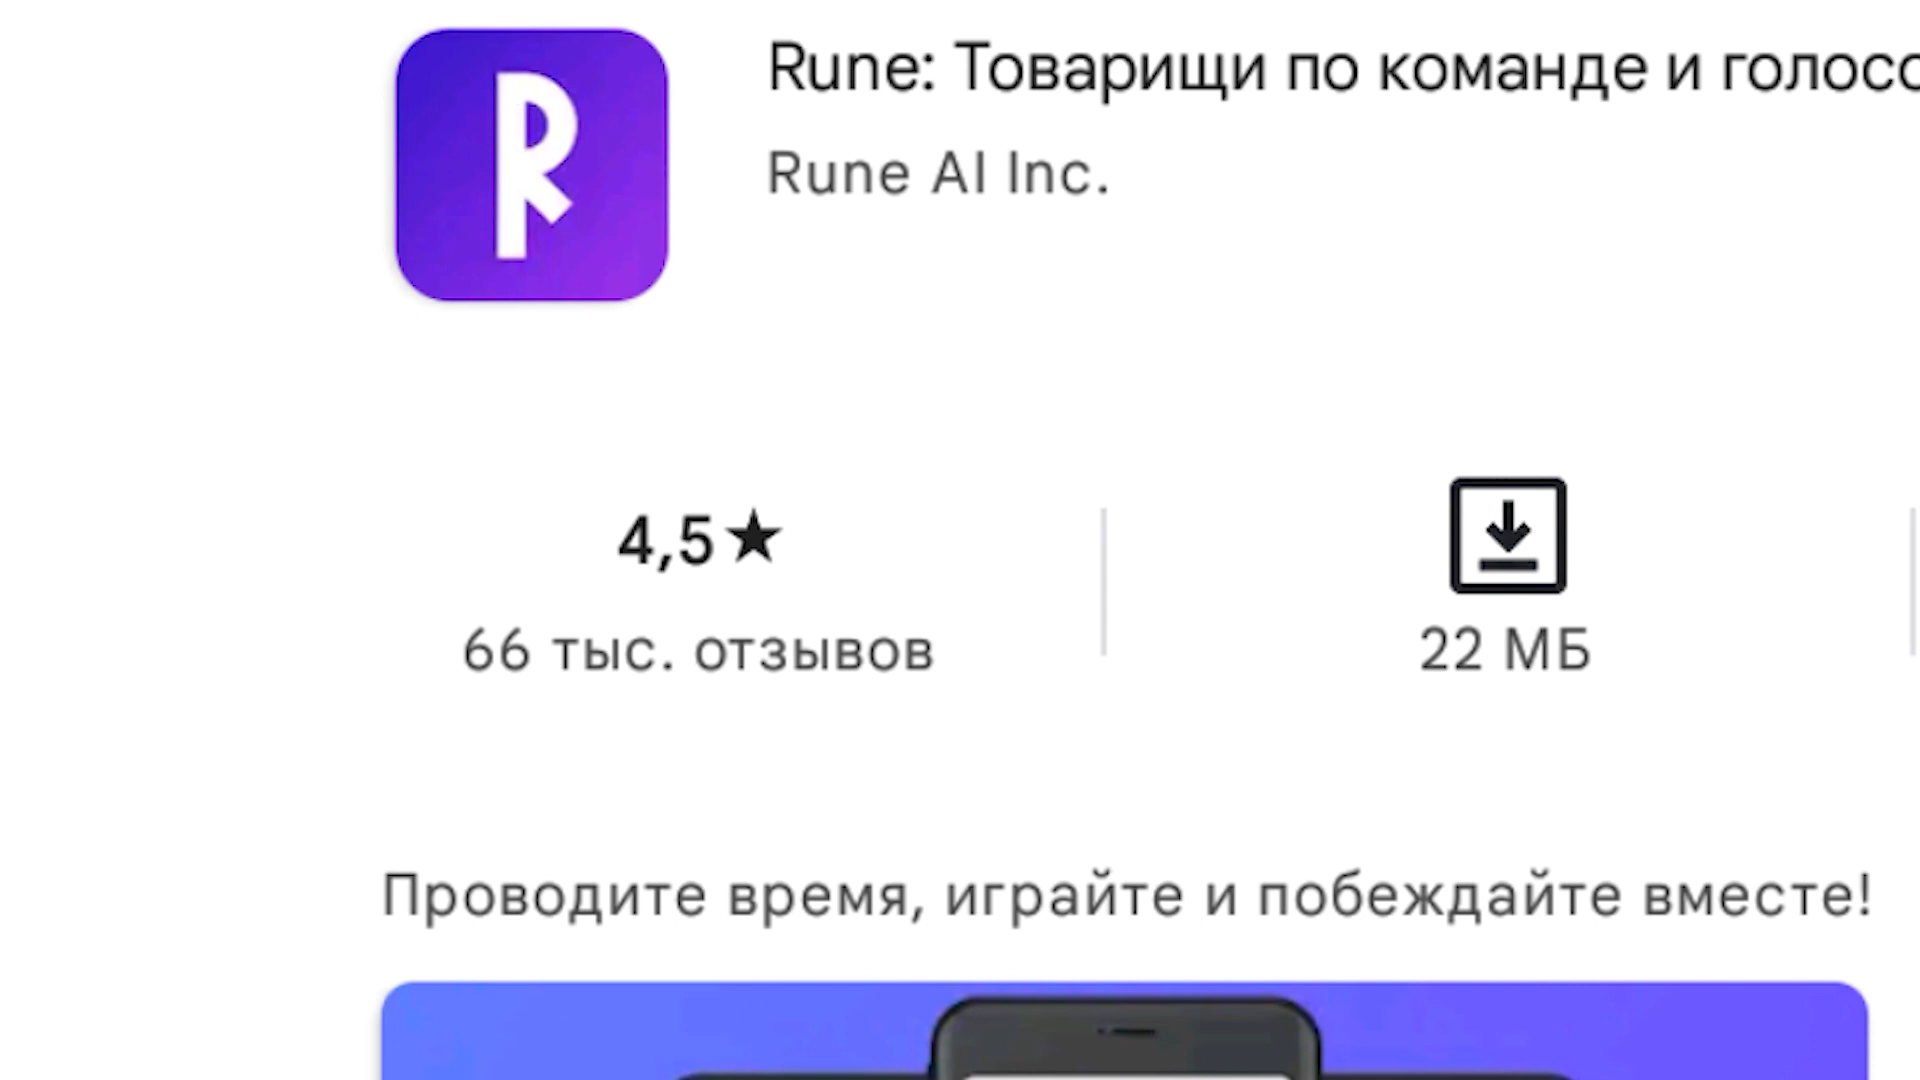 Rune: Товарищи по команде и голосо
Rune AI Inc.
4,5★
66 тыс. отзывов
22 МБ
Проводите время, играйте и побеждайте вместе!